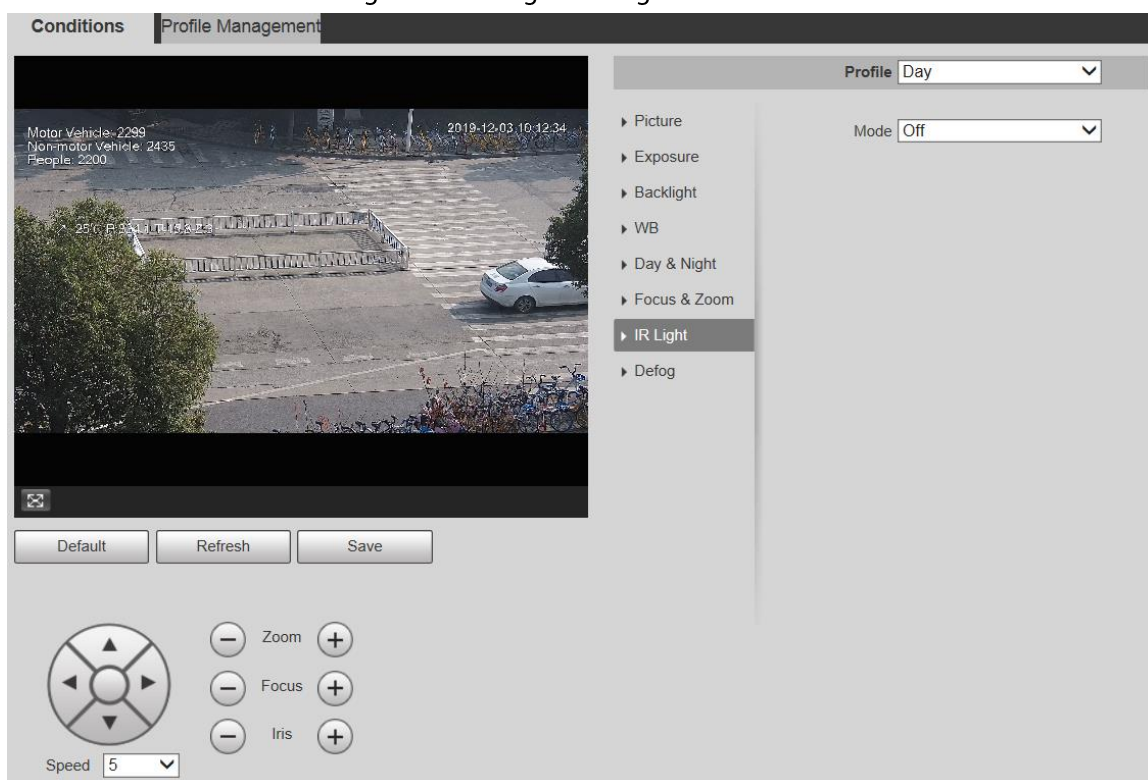 Conditions
Profile Management
Profile Day
Motor Vehicle: 2299
Non-motor Vehicle: 2435
People: 2200
2019-12-03 10:12:34
25℃
Picture
Exposure
Backlight
WB
Day & Night
Focus & Zoom
IR Light
Defog
Mode Off
Default
Refresh
Save
Zoom
Focus
Iris
Speed 5